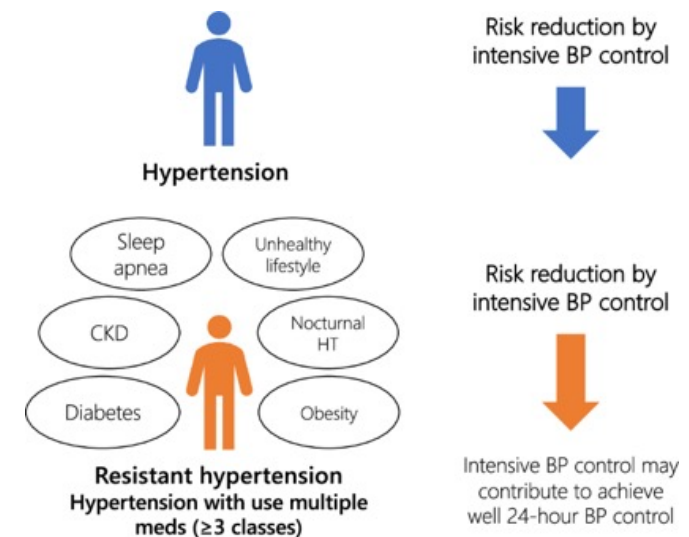 Risk reduction by
intensive BP control
Hypertension
Sleep
apnea
Unhealthy
lifestyle
CKD
Nocturnal
HT
Diabetes
Obesity
Resistant hypertension
Hypertension with use multiple
meds (≥3 classes)
Risk reduction by
intensive BP control
Intensive BP control may
contribute to achieve
well 24-hour BP control